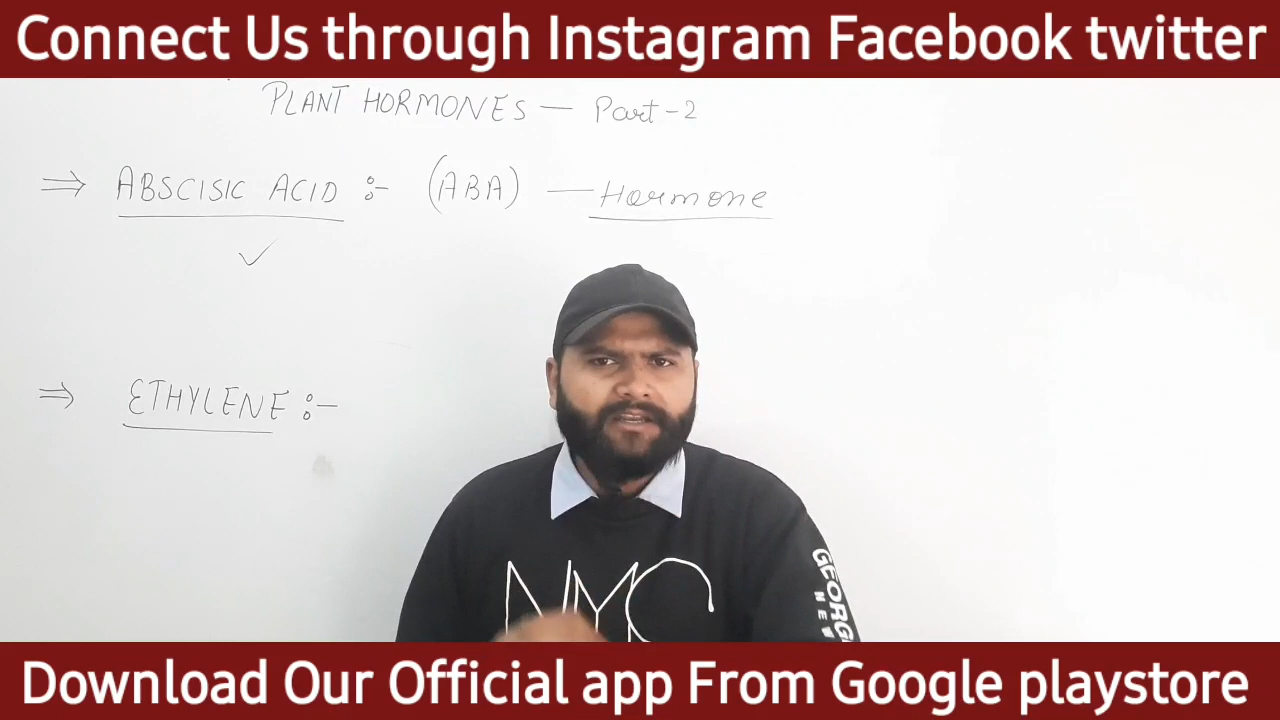 Connect Us through Instagram Facebook twitter
PLANT HORMONES — Part-2
⇒ ABSCISIC ACID :- (ABA) — Hormone
⇒ ETHYLENE :-
NYC
GEORG
NEW
Download Our Official app From Google playstore